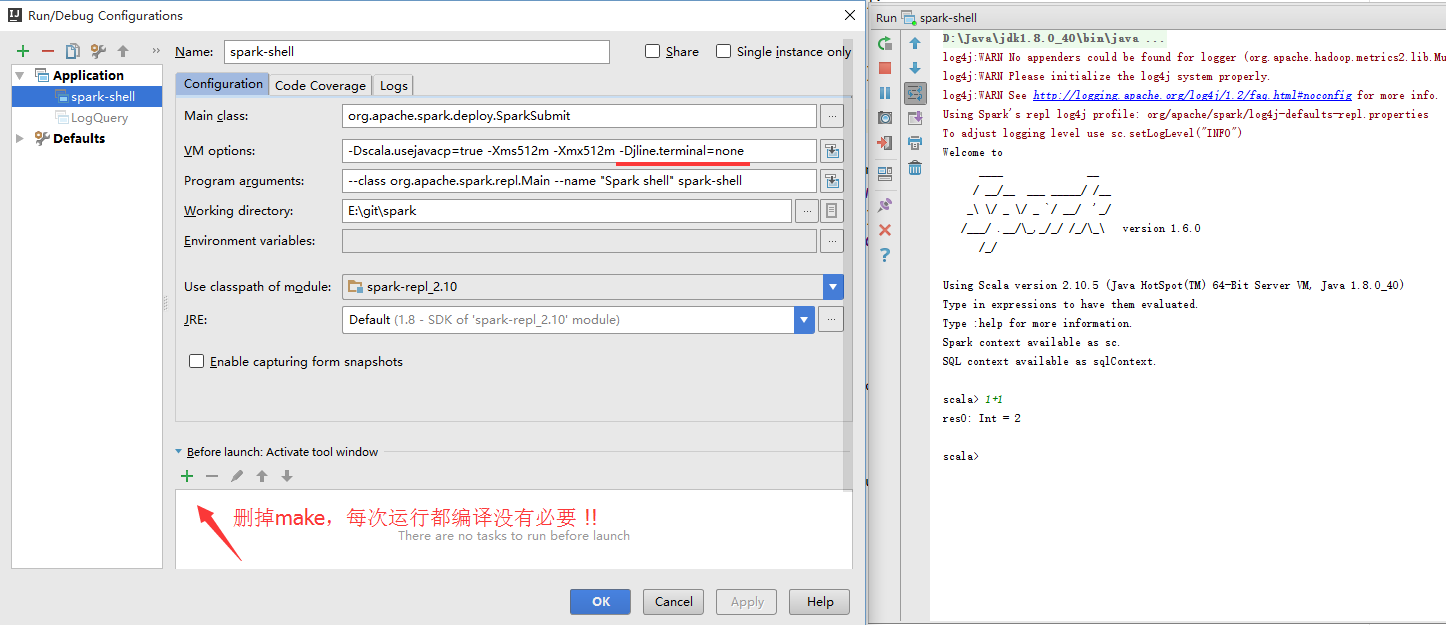 Run/Debug Configurations
Name: spark-shell Share Single instance only
Application
spark-shell
LogQuery
Defaults
Configuration Code Coverage Logs
Main class: org.apache.spark.deploy.SparkSubmit
VM options: -Dscala.usejavacp=true -Xms512m -Xmx512m -Djline.terminal=none
Program arguments: --class org.apache.spark.repl.Main --name "Spark shell" spark-shell
Working directory: E:\git\spark
Environment variables:
Use classpath of module: spark-repl_2.10
JRE: Default (1.8 - SDK of 'spark-repl_2.10' module)
Enable capturing form snapshots
Before launch: Activate tool window
删掉make，每次运行都编译没有必要 !!
There are no tasks to run before launch
OK Cancel Apply Help
Run spark-shell
D:\Java\jdk1.8.0_40\bin\java ...
log4j:WARN No appenders could be found for logger (org.apache.hadoop.metrics2.lib.Mu
log4j:WARN Please initialize the log4j system properly.
log4j:WARN See http://logging.apache.org/log4j/1.2/faq.html#noconfig for more info.
Using Spark's repl log4j profile: org/apache/spark/log4j-defaults-repl.properties
To adjust logging level use sc.setLogLevel("INFO")
Welcome to
      ____              __
     / __/__  ___ _____/ /__
    _\ \/ _ \/ _ `/ __/  '_/
   /___/ .__/\_,_/_/ /_/\_\   version 1.6.0
      /_/
Using Scala version 2.10.5 (Java HotSpot(TM) 64-Bit Server VM, Java 1.8.0_40)
Type in expressions to have them evaluated.
Type :help for more information.
Spark context available as sc.
SQL context available as sqlContext.
scala> 1+1
res0: Int = 2
scala>